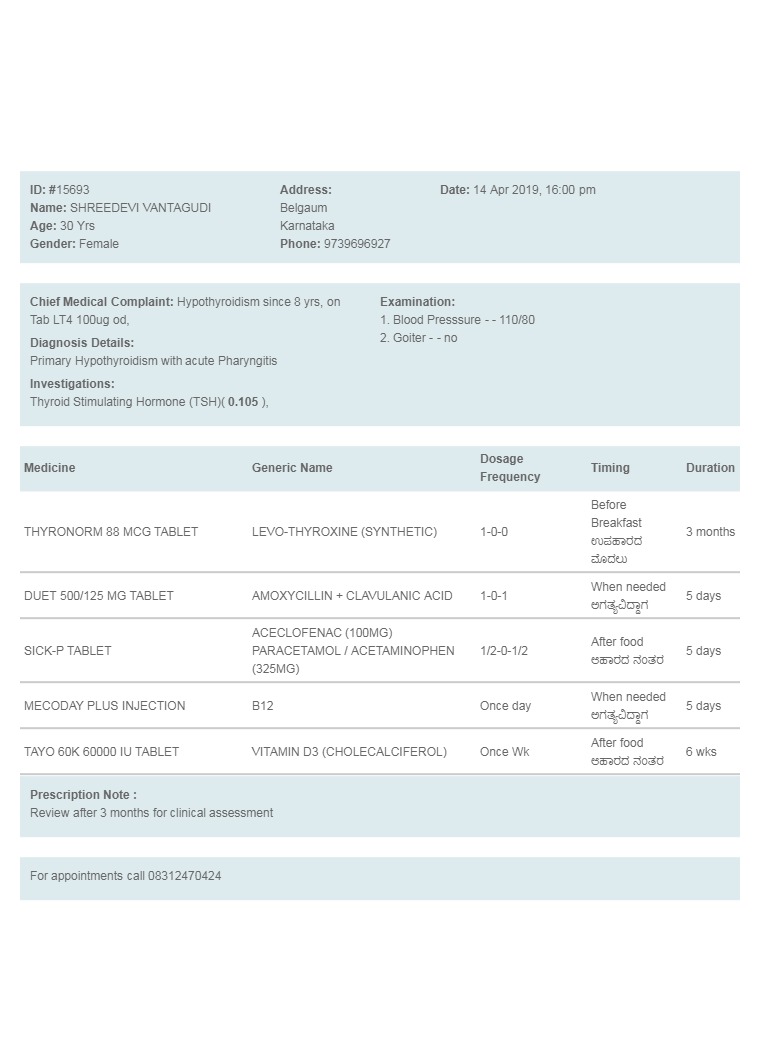 ID: #15693
Name: SHREEDEVI VANTAGUDI
Age: 30 Yrs
Gender: Female
Address:
Belgaum
Karnataka
Phone: 9739696927
Date: 14 Apr 2019, 16:00 pm
Chief Medical Complaint: Hypothyroidism since 8 yrs, on
Tab LT4 100ug od,
Diagnosis Details:
Primary Hypothyroidism with acute Pharyngitis
Investigations:
Thyroid Stimulating Hormone (TSH)( 0.105 ),
Examination:
1. Blood Presssure - - 110/80
2. Goiter - - no
Medicine Generic Name Dosage Frequency Timing Duration
THYRONORM 88 MCG TABLET LEVO-THYROXINE (SYNTHETIC) 1-0-0 Before Breakfast ಉಪಹಾರದ ಮೊದಲು 3 months
DUET 500/125 MG TABLET AMOXYCILLIN + CLAVULANIC ACID 1-0-1 When needed ಅಗತ್ಯವಿದ್ದಾಗ 5 days
SICK-P TABLET ACECLOFENAC (100MG) PARACETAMOL / ACETAMINOPHEN (325MG) 1/2-0-1/2 After food ಆಹಾರದ ನಂತರ 5 days
MECODAY PLUS INJECTION B12 Once day When needed ಅಗತ್ಯವಿದ್ದಾಗ 5 days
TAYO 60K 60000 IU TABLET VITAMIN D3 (CHOLECALCIFEROL) Once Wk After food ಆಹಾರದ ನಂತರ 6 wks
Prescription Note :
Review after 3 months for clinical assessment
For appointments call 08312470424